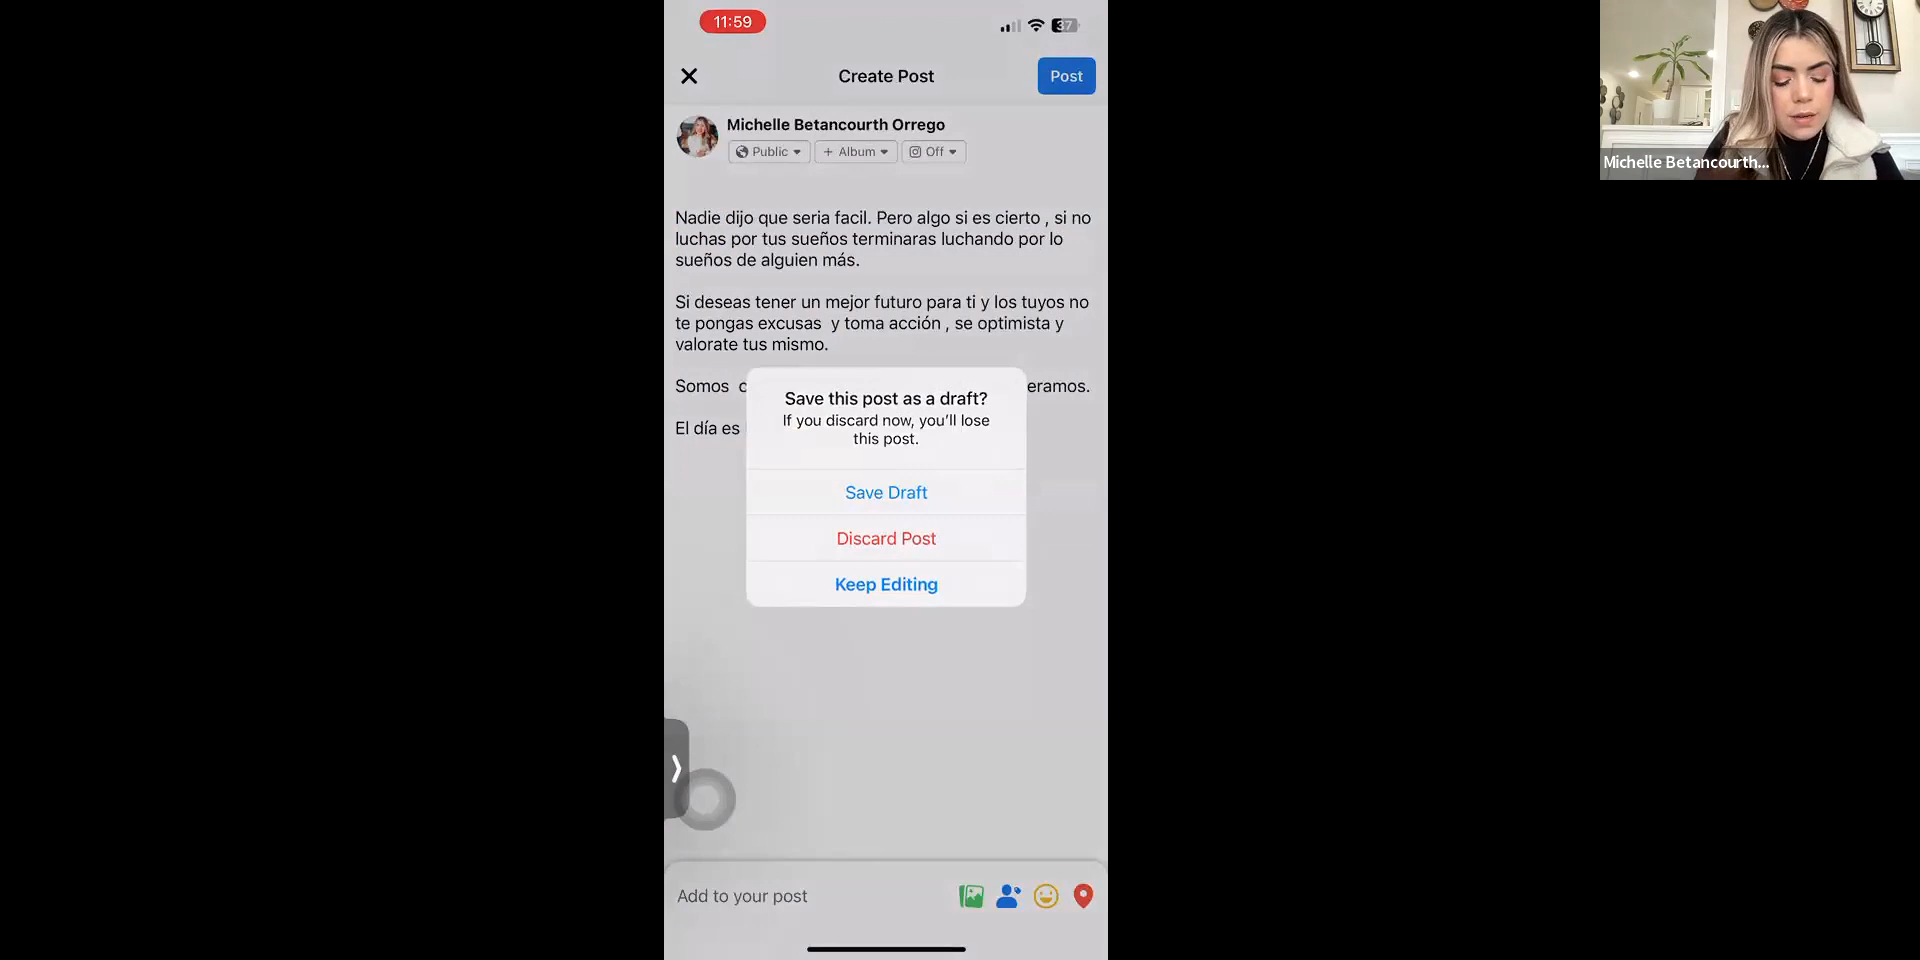 11:59
37
Create Post
Post
Michelle Betancourth Orrego
Public
+ Album
Off
Nadie dijo que seria facil. Pero algo si es cierto , si no
luchas por tus sueños terminaras luchando por lo
sueños de alguien más.
Si deseas tener un mejor futuro para ti y los tuyos no
te pongas excusas y toma acción , se optimista y
valorate tus mismo.
Somos
eramos.
El día es
Save this post as a draft?
If you discard now, you'll lose
this post.
Save Draft
Discard Post
Keep Editing
Add to your post
Michelle Betancourth...